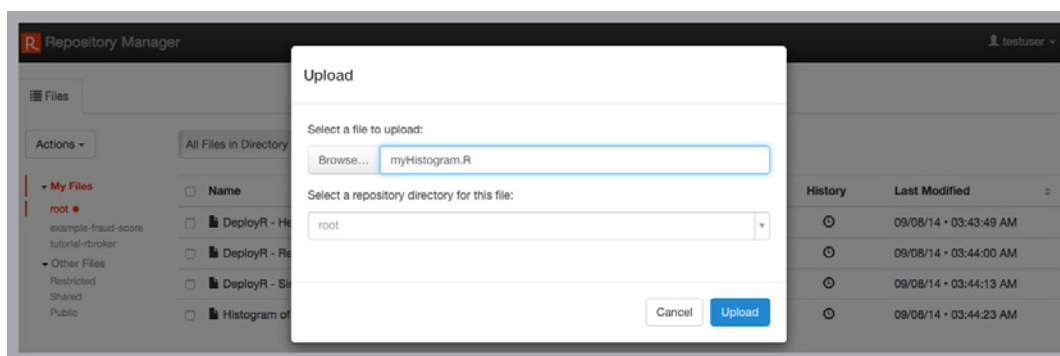 R Repository Manager
testuser
Files
Actions
All Files in Directory
My Files
root
example-fraud-score
tutorial-rbroker
Other Files
Restricted
Shared
Public
Name
History
Last Modified
DeployR - He
09/08/14 • 03:43:49 AM
DeployR - Re
09/08/14 • 03:44:00 AM
DeployR - Si
09/08/14 • 03:44:13 AM
Histogram of
09/08/14 • 03:44:23 AM
Upload
Select a file to upload:
Browse... myHistogram.R
Select a repository directory for this file:
root
Cancel Upload